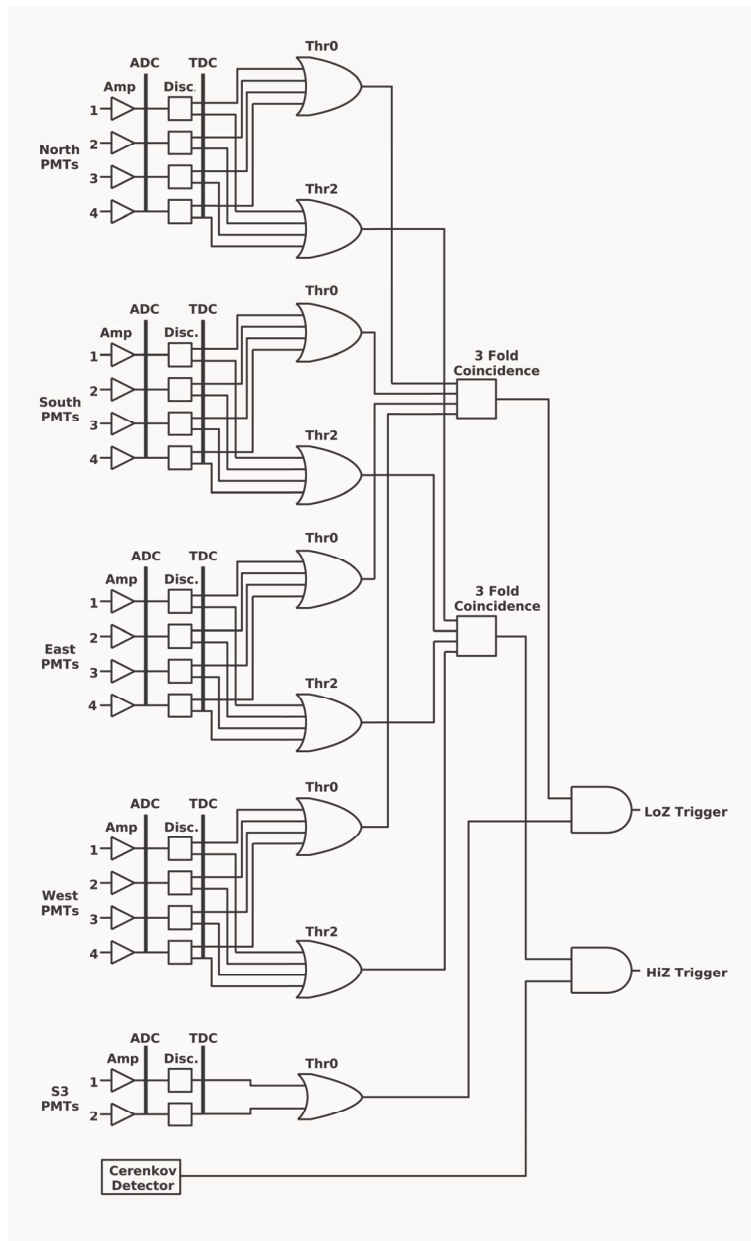 Thr0
ADC TDC
Amp Disc.
1
2
North
PMTs
3
4
Thr2
Thr0
ADC TDC
Amp Disc.
1
2
South
PMTs
3
4
Thr2
3 Fold
Coincidence
Thr0
ADC TDC
Amp Disc.
1
2
East
PMTs
3
4
Thr2
3 Fold
Coincidence
Thr0
ADC TDC
Amp Disc.
1
2
West
PMTs
3
4
Thr2
LoZ Trigger
HiZ Trigger
ADC TDC
Amp Disc.
Thr0
1
S3
PMTs
2
Cerenkov
Detector